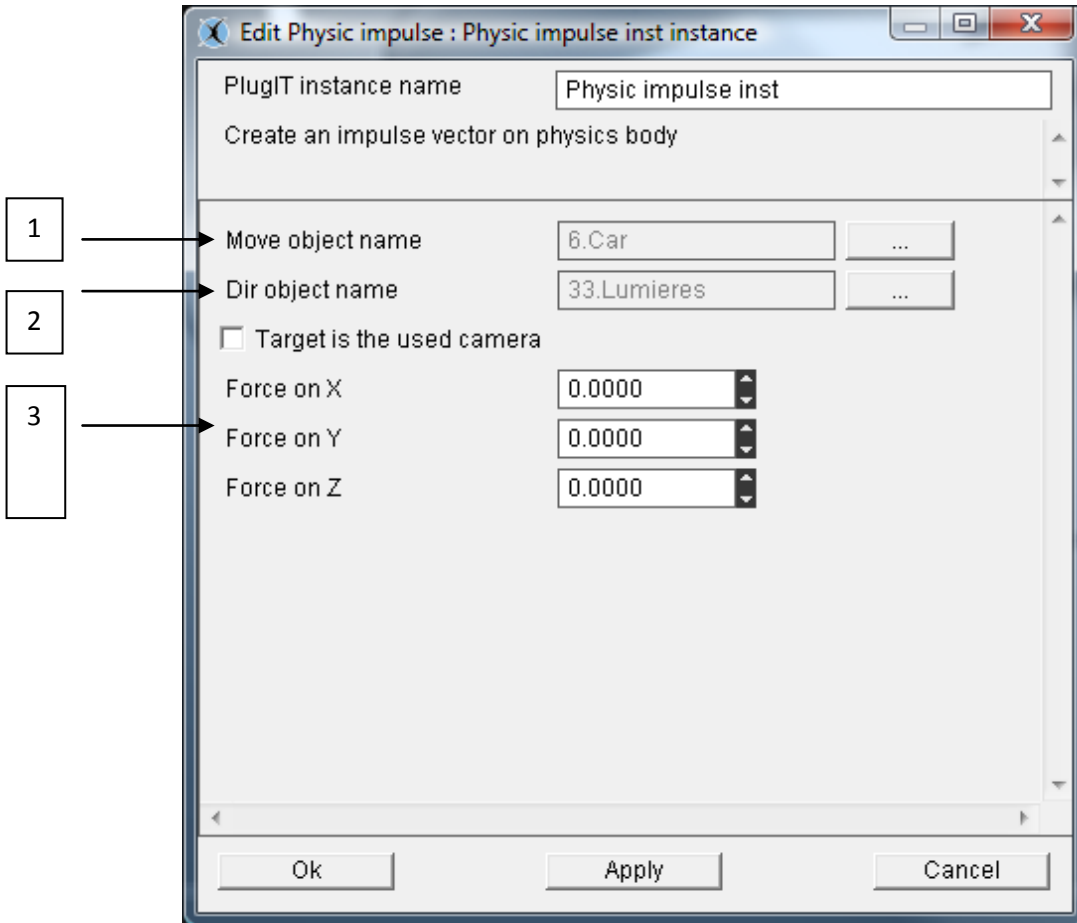 Edit Physic impulse : Physic impulse inst instance
PlugIT instance name Physic impulse inst
Create an impulse vector on physics body
1 Move object name 6.Car ...
2 Dir object name 33.Lumieres ...
Target is the used camera
3 Force on X 0.0000
Force on Y 0.0000
Force on Z 0.0000
Ok Apply Cancel